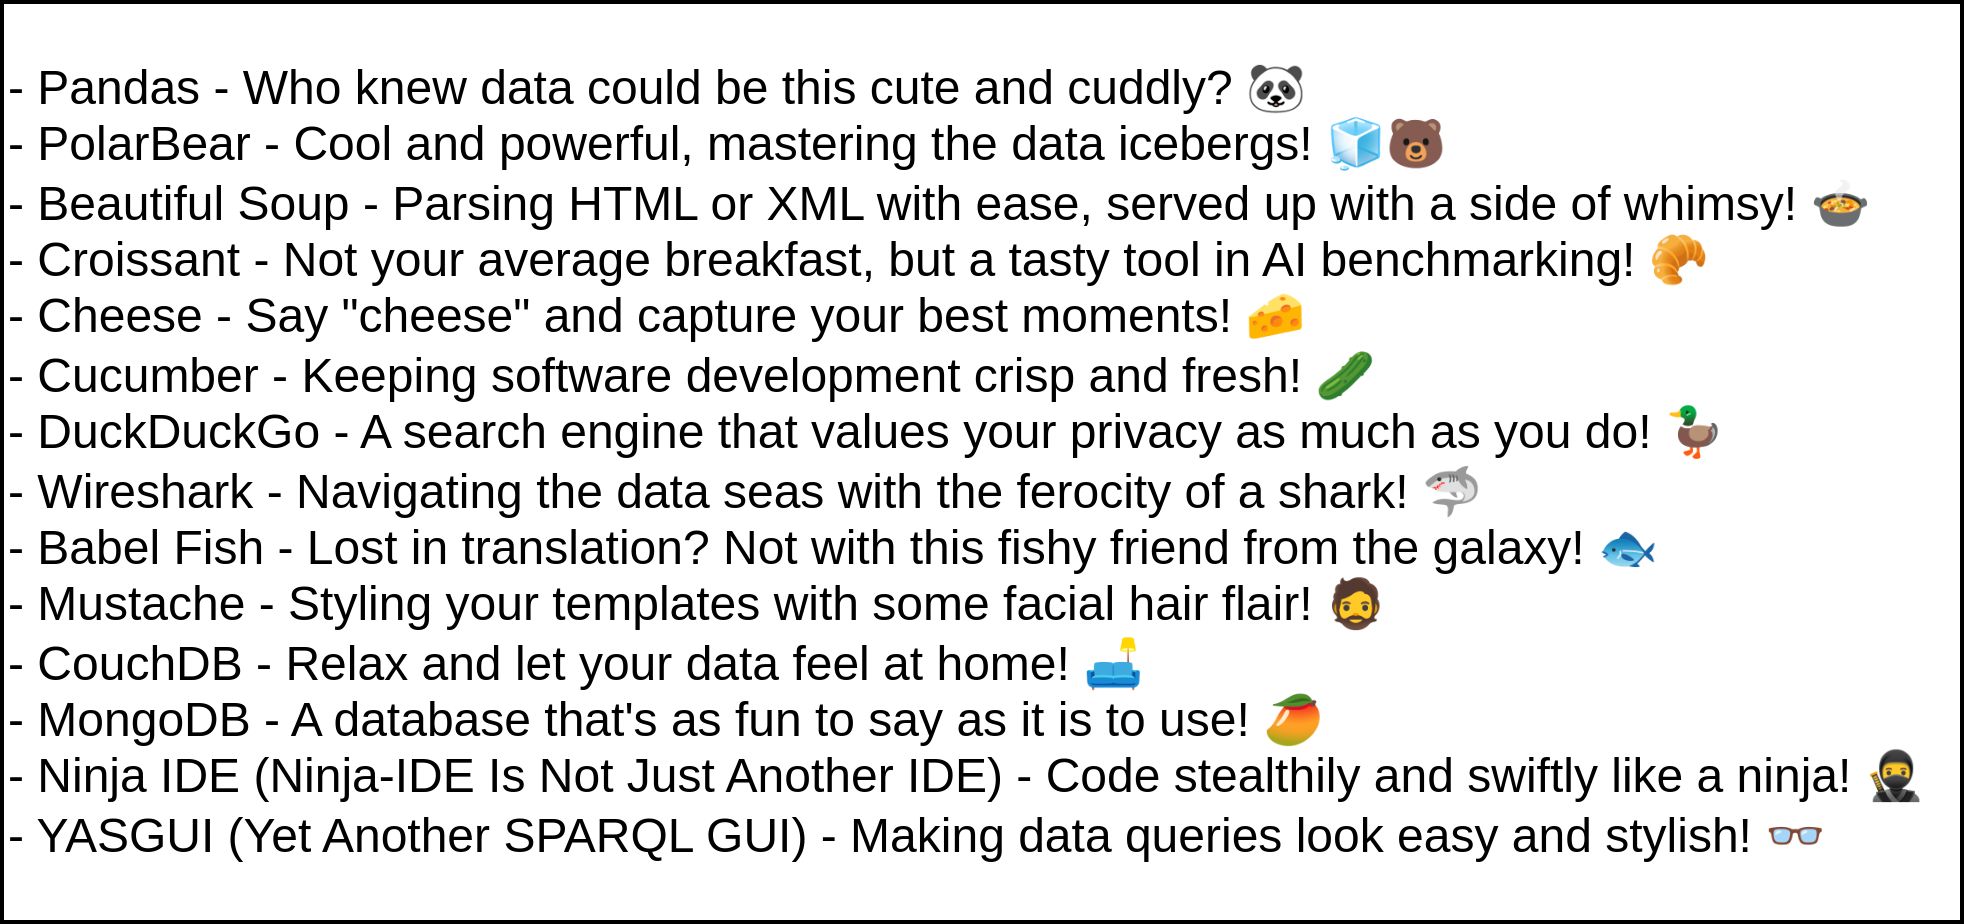 - Pandas - Who knew data could be this cute and cuddly? 🐼
- PolarBear - Cool and powerful, mastering the data icebergs! 🧊🐻
- Beautiful Soup - Parsing HTML or XML with ease, served up with a side of whimsy! 🍲
- Croissant - Not your average breakfast, but a tasty tool in AI benchmarking! 🥐
- Cheese - Say "cheese" and capture your best moments! 🧀
- Cucumber - Keeping software development crisp and fresh! 🥒
- DuckDuckGo - A search engine that values your privacy as much as you do! 🦆
- Wireshark - Navigating the data seas with the ferocity of a shark! 🦈
- Babel Fish - Lost in translation? Not with this fishy friend from the galaxy! 🐟
- Mustache - Styling your templates with some facial hair flair! 🧔
- CouchDB - Relax and let your data feel at home! 🛋️
- MongoDB - A database that's as fun to say as it is to use! 🥭
- Ninja IDE (Ninja-IDE Is Not Just Another IDE) - Code stealthily and swiftly like a ninja! 🥷
- YASGUI (Yet Another SPARQL GUI) - Making data queries look easy and stylish! 👓